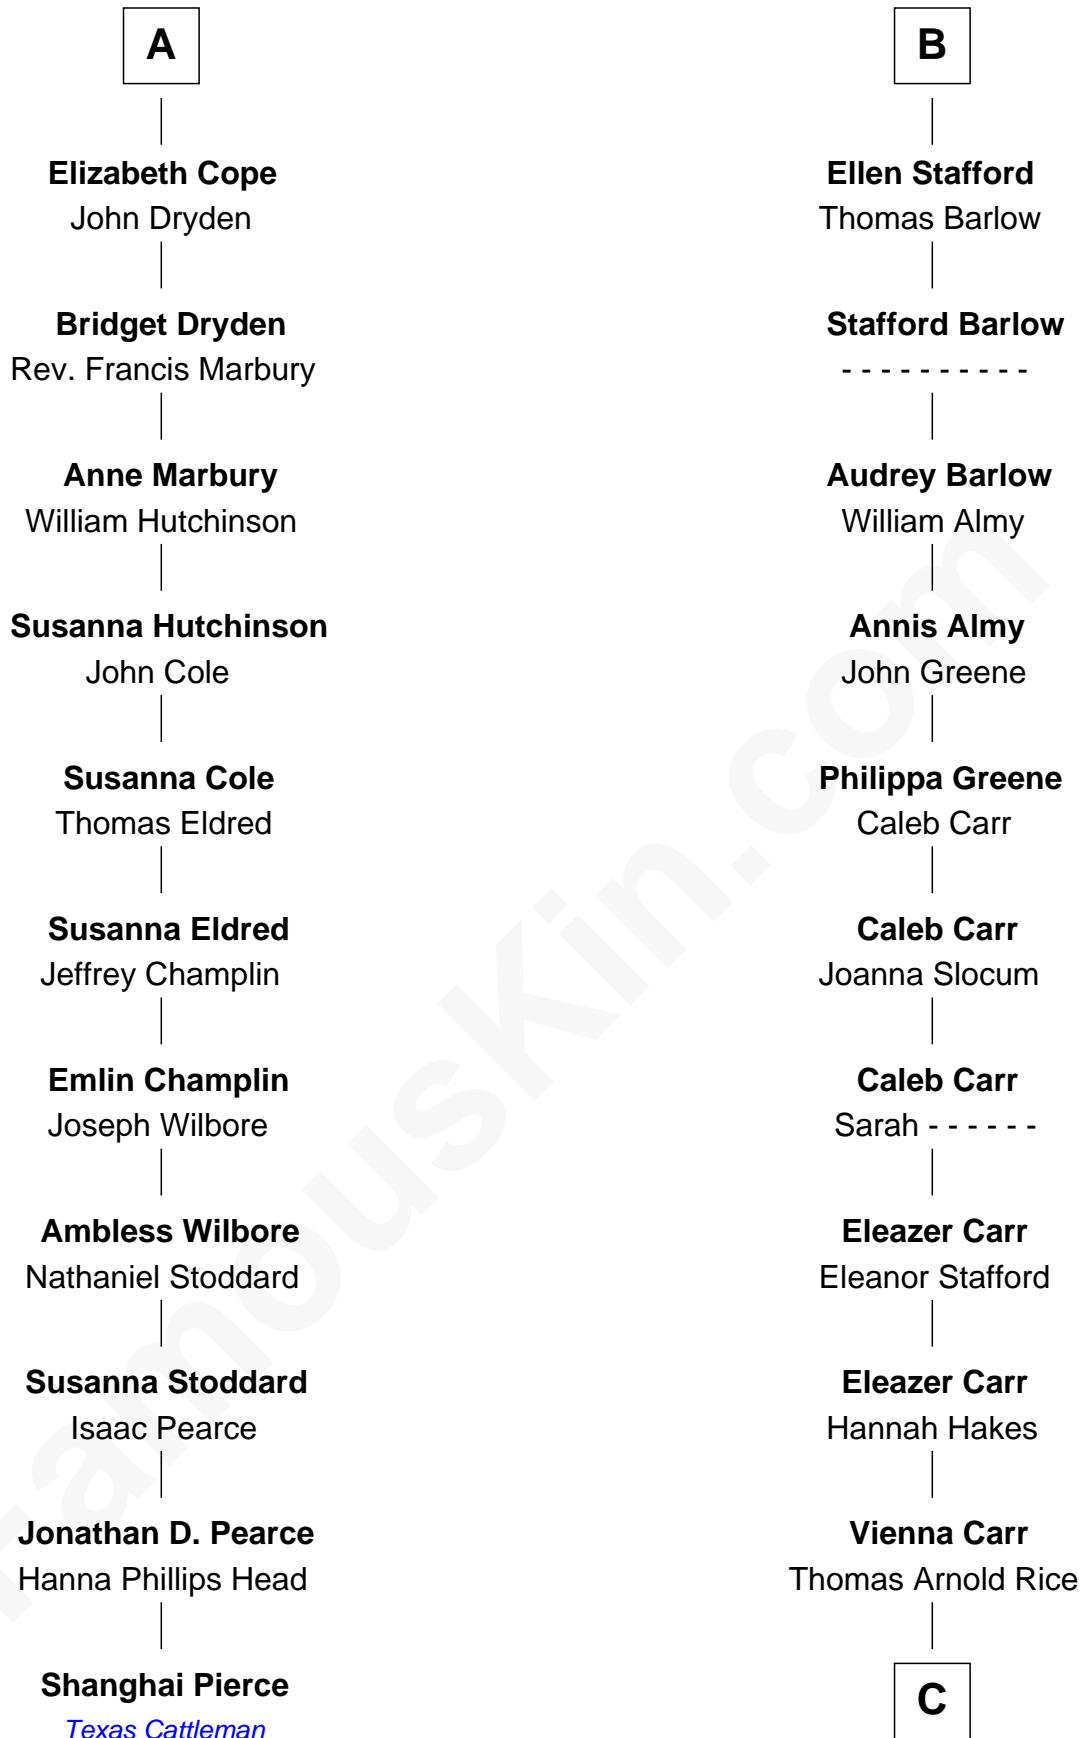 A
Elizabeth Cope
John Dryden
Bridget Dryden
Rev. Francis Marbury
Anne Marbury
William Hutchinson
Susanna Hutchinson
John Cole
Susanna Cole
Thomas Eldred
Susanna Eldred
Jeffrey Champlin
Emlin Champlin
Joseph Wilbore
Ambless Wilbore
Nathaniel Stoddard
Susanna Stoddard
Isaac Pearce
Jonathan D. Pearce
Hanna Phillips Head
Shanghai Pierce
Texas Cattleman
B
Ellen Stafford
Thomas Barlow
Stafford Barlow
- - - - - - - - - -
Audrey Barlow
William Almy
Annis Almy
John Greene
Philippa Greene
Caleb Carr
Caleb Carr
Joanna Slocum
Caleb Carr
Sarah - - - - - -
Eleazer Carr
Eleanor Stafford
Eleazer Carr
Hannah Hakes
Vienna Carr
Thomas Arnold Rice
C
FamousKin.com